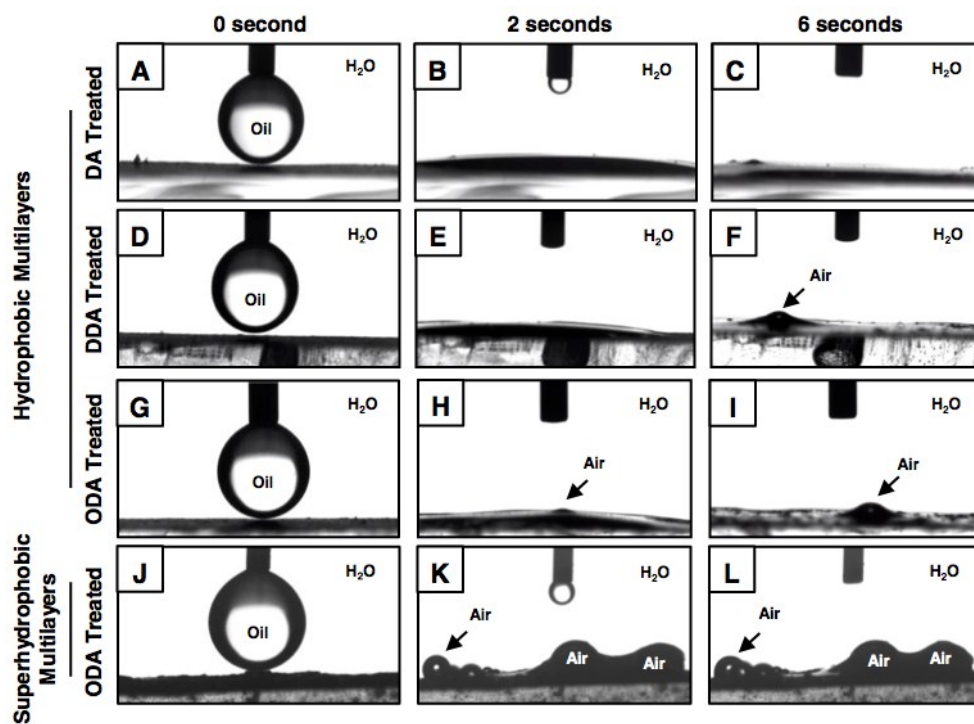 0 second 2 seconds 6 seconds
Hydrophobic Multilayers
DA Treated
A H₂O Oil
B H₂O
C H₂O
DDA Treated
D H₂O Oil
E H₂O
F H₂O Air
ODA Treated
G H₂O Oil
H H₂O Air
I H₂O Air
Superhydrophobic
Multilayers
ODA Treated
J H₂O Oil
K H₂O Air Air Air
L H₂O Air Air Air